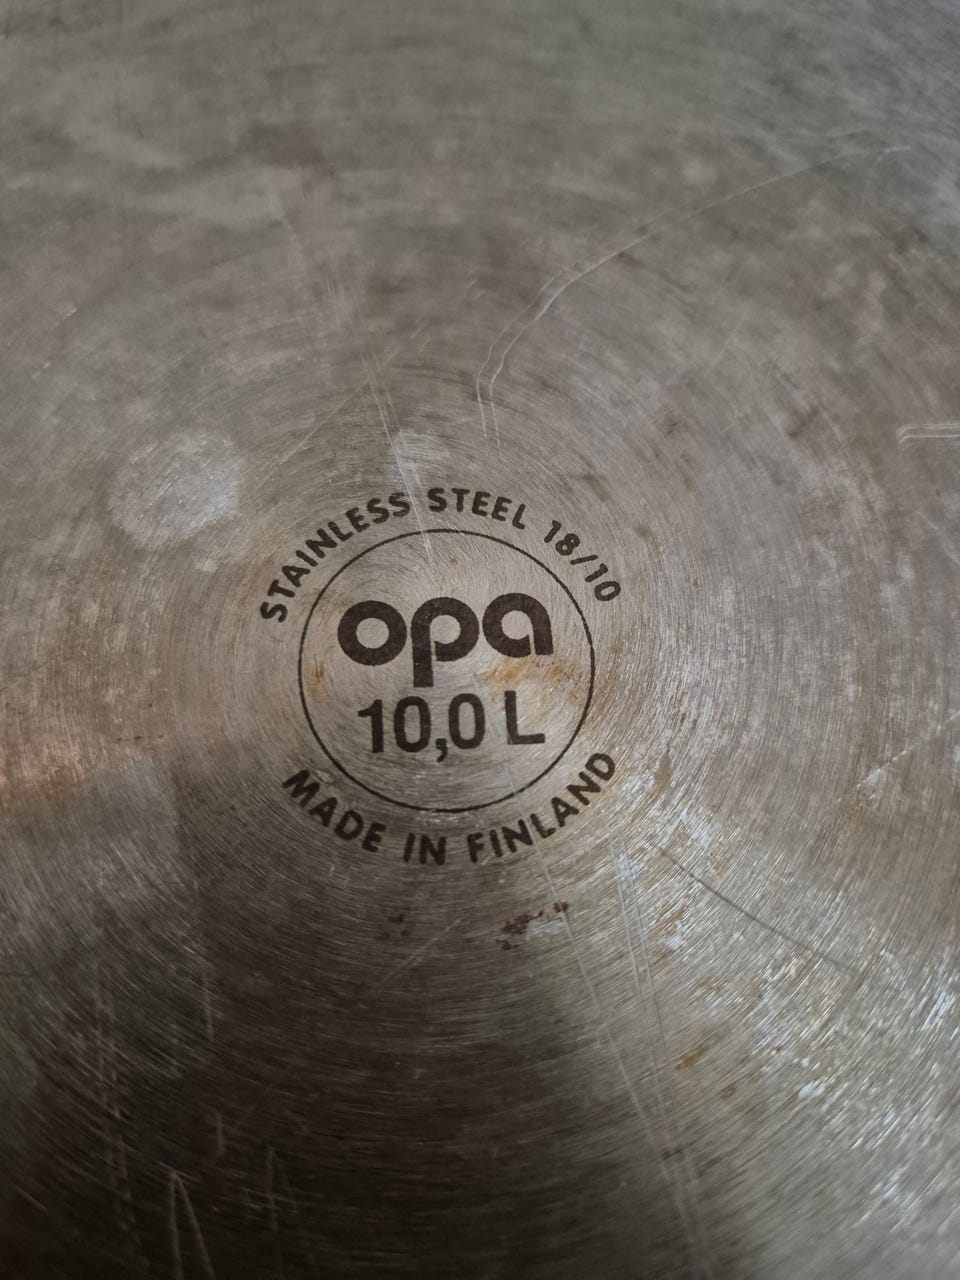 STAINLESS STEEL 18/10
opa
10,0 L
MADE IN FINLAND